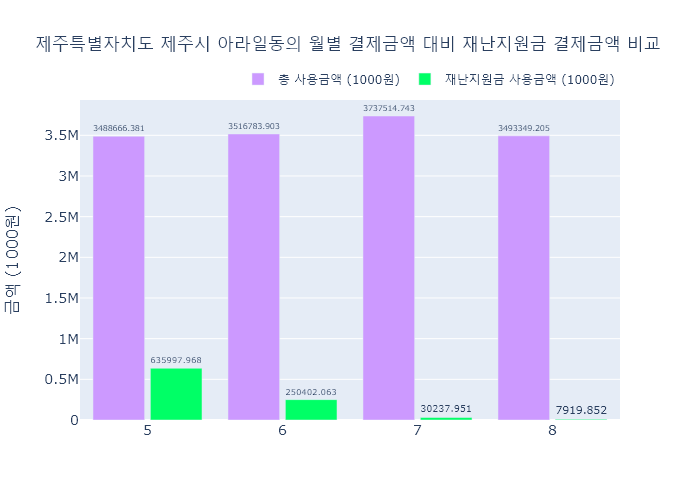 제주특별자치도 제주시 아라일동의 월별 결제금액 대비 재난지원금 결제금액 비교
총 사용금액 (1000원)
재난지원금 사용금액 (1000원)
금액 (1000원)
3.5M
3M
2.5M
2M
1.5M
1M
0.5M
0
3488666.381
635997.968
3516783.903
250402.063
3737514.743
30237.951
3493349.205
7919.852
5
6
7
8